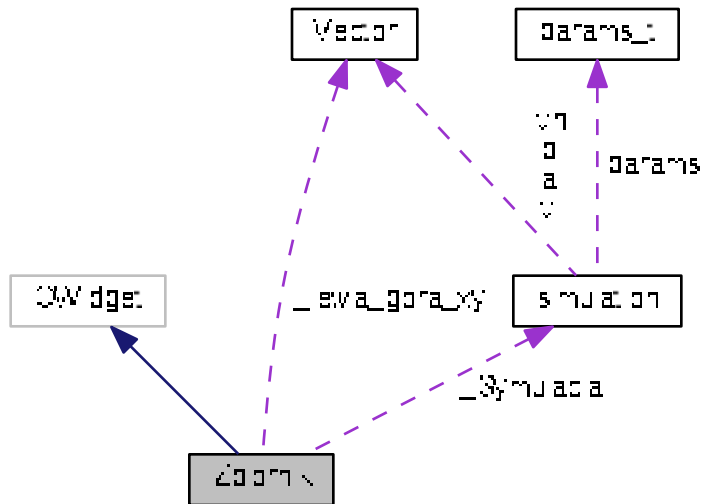 Vector
params_t
params
QWidget
_lewa_gora_xy
simulation
_Symulacja